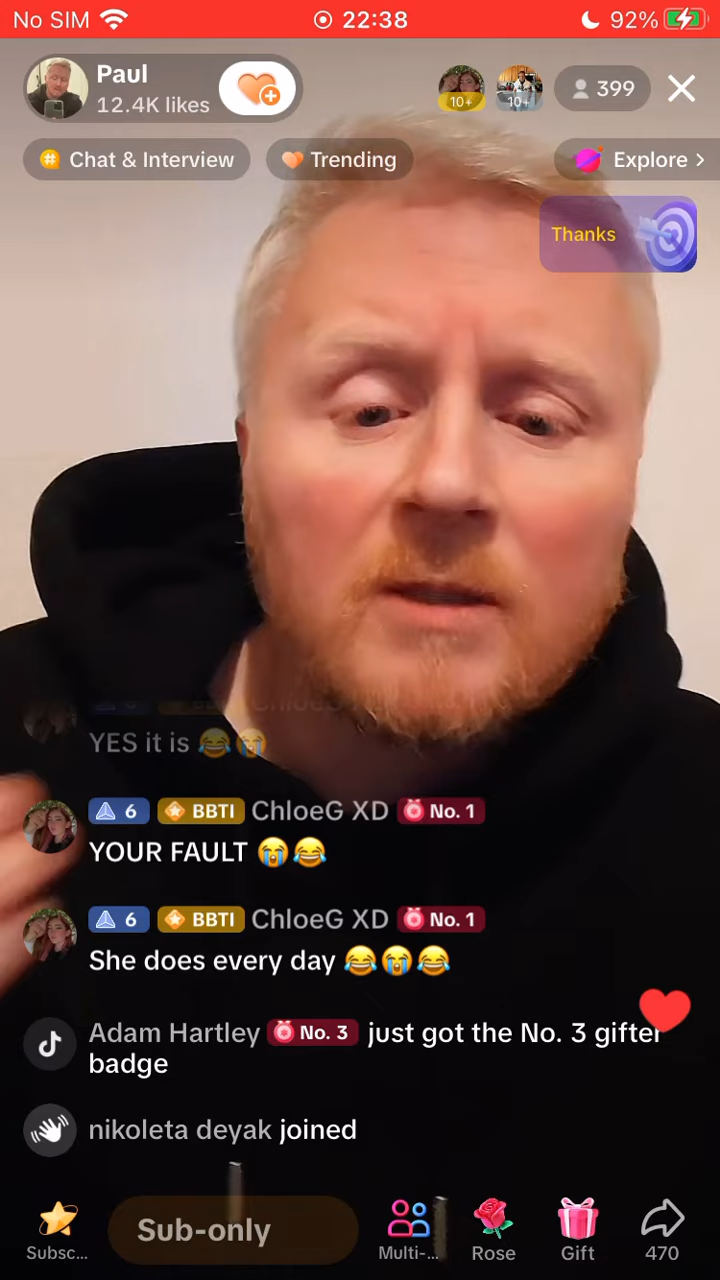 No SIM 22:38 92%
Paul
12.4K likes
10+ 10+ 399
# Chat & Interview Trending Explore >
Thanks
ChloeG XD
YES it is 😂😭
6 BBTI ChloeG XD No. 1
YOUR FAULT 😭😂
6 BBTI ChloeG XD No. 1
She does every day 😂😭😂
Adam Hartley No. 3 just got the No. 3 gifter
badge
nikoleta deyak joined
Sub-only
Subsc... Multi-... Rose Gift 470